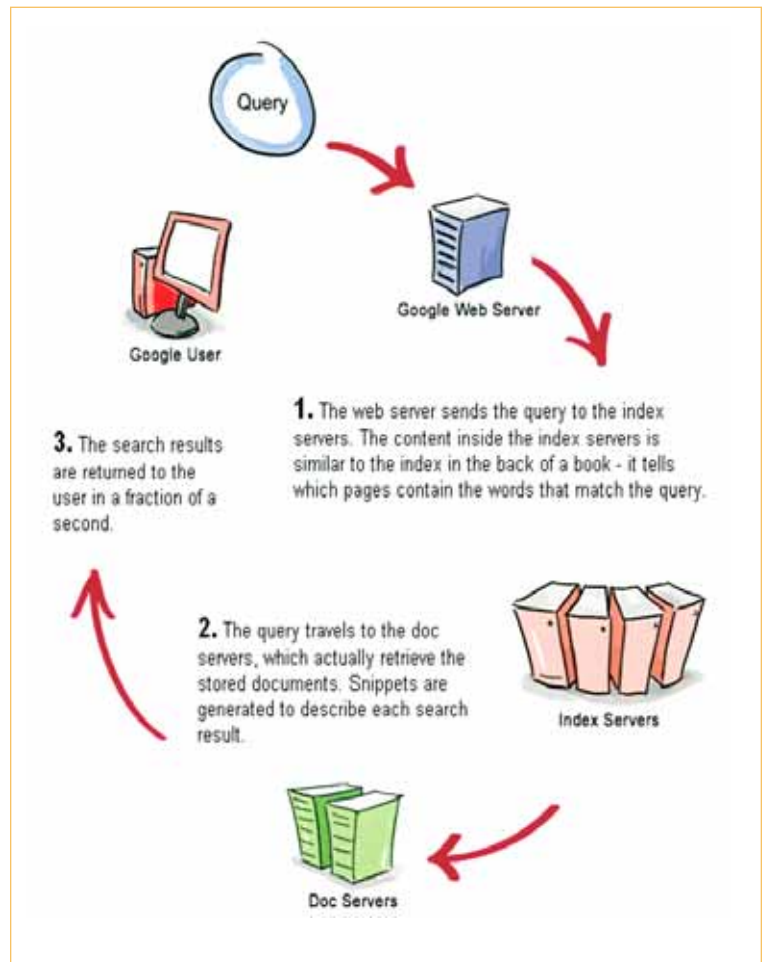 Query
Google Web Server
Google User
1. The web server sends the query to the index
servers. The content inside the index servers is
similar to the index in the back of a book - it tells
which pages contain the words that match the query.
3. The search results
are returned to the
user in a fraction of a
second.
2. The query travels to the doc
servers, which actually retrieve the
stored documents. Snippets are
generated to describe each search
result.
Index Servers
Doc Servers